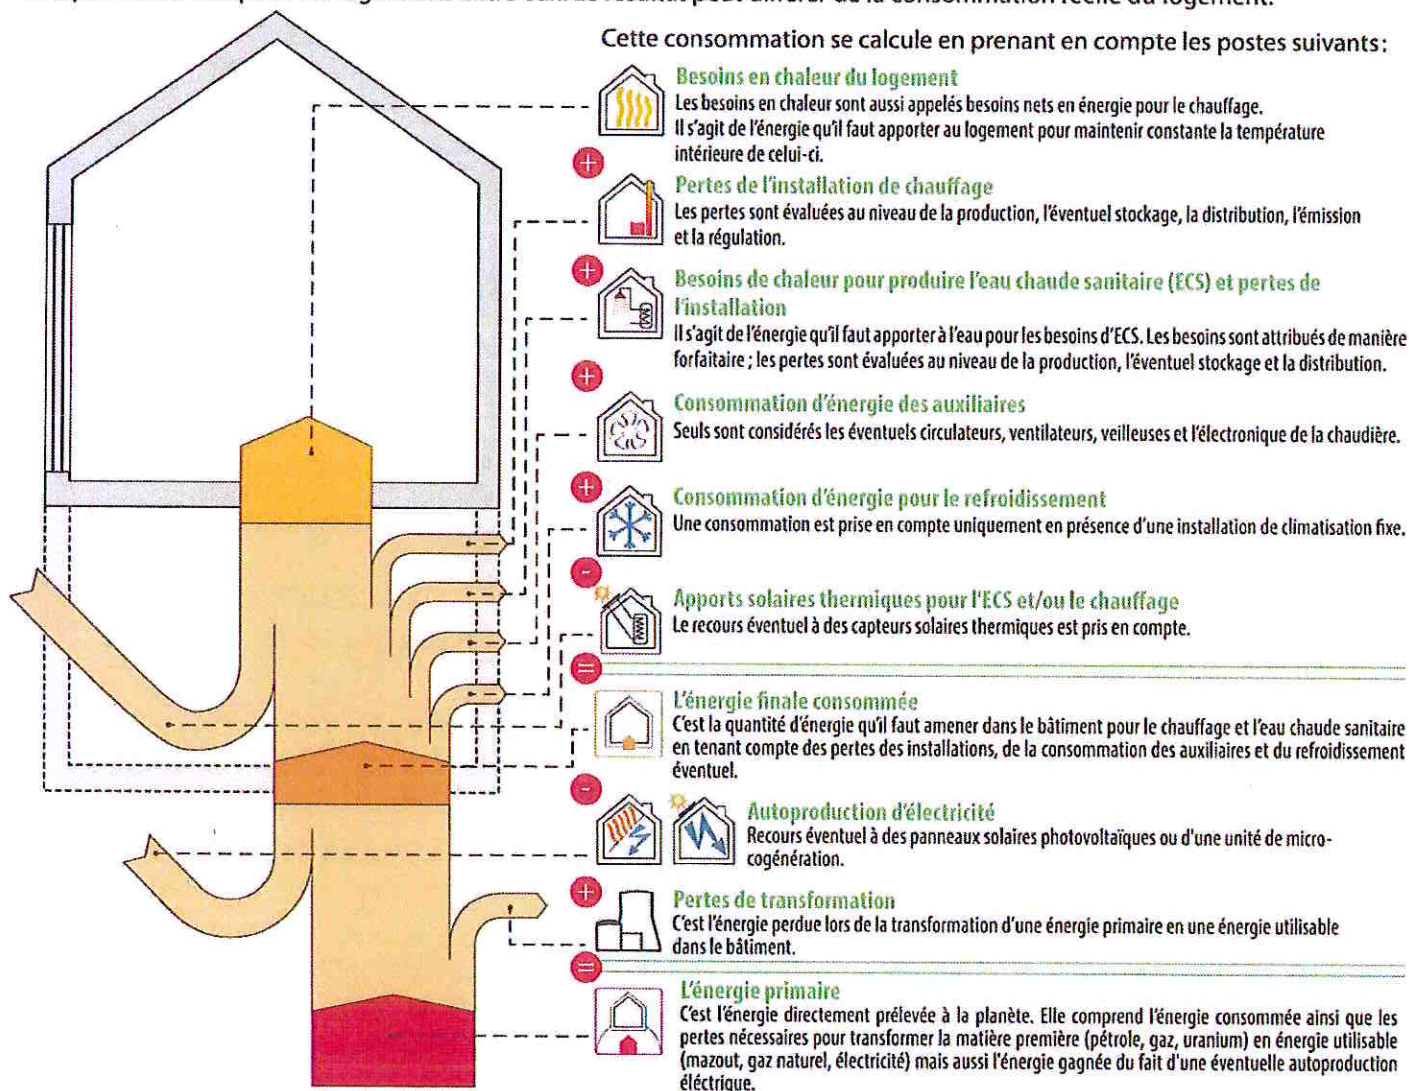 Cette consommation se calcule en prenant en compte les postes suivants:
Besoins en chaleur du logement
Les besoins en chaleur sont aussi appelés besoins nets en énergie pour le chauffage.
Il s'agit de l'énergie qu'il faut apporter au logement pour maintenir constante la température
intérieure de celui-ci.
+
Pertes de l'installation de chauffage
Les pertes sont évaluées au niveau de la production, l'éventuel stockage, la distribution, l'émission
et la régulation.
+
Besoins de chaleur pour produire l'eau chaude sanitaire (ECS) et pertes de
l'installation
Il s'agit de l'énergie qu'il faut apporter à l'eau pour les besoins d'ECS. Les besoins sont attribués de manière
forfaitaire ; les pertes sont évaluées au niveau de la production, l'éventuel stockage et la distribution.
+
Consommation d'énergie des auxiliaires
Seuls sont considérés les éventuels circulateurs, ventilateurs, veilleuses et l'électronique de la chaudière.
+
Consommation d'énergie pour le refroidissement
Une consommation est prise en compte uniquement en présence d'une installation de climatisation fixe.
-
Apports solaires thermiques pour l'ECS et/ou le chauffage
Le recours éventuel à des capteurs solaires thermiques est pris en compte.
=
L'énergie finale consommée
C'est la quantité d'énergie qu'il faut amener dans le bâtiment pour le chauffage et l'eau chaude sanitaire
en tenant compte des pertes des installations, de la consommation des auxiliaires et du refroidissement
éventuel.
-
Autoproduction d'électricité
Recours éventuel à des panneaux solaires photovoltaïques ou d'une unité de micro-
cogénération.
+
Pertes de transformation
C'est l'énergie perdue lors de la transformation d'une énergie primaire en une énergie utilisable
dans le bâtiment.
=
L'énergie primaire
C'est l'énergie directement prélevée à la planète. Elle comprend l'énergie consommée ainsi que les
pertes nécessaires pour transformer la matière première (pétrole, gaz, uranium) en énergie utilisable
(mazout, gaz naturel, électricité) mais aussi l'énergie gagnée du fait d'une éventuelle autoproduction
éléctrique.